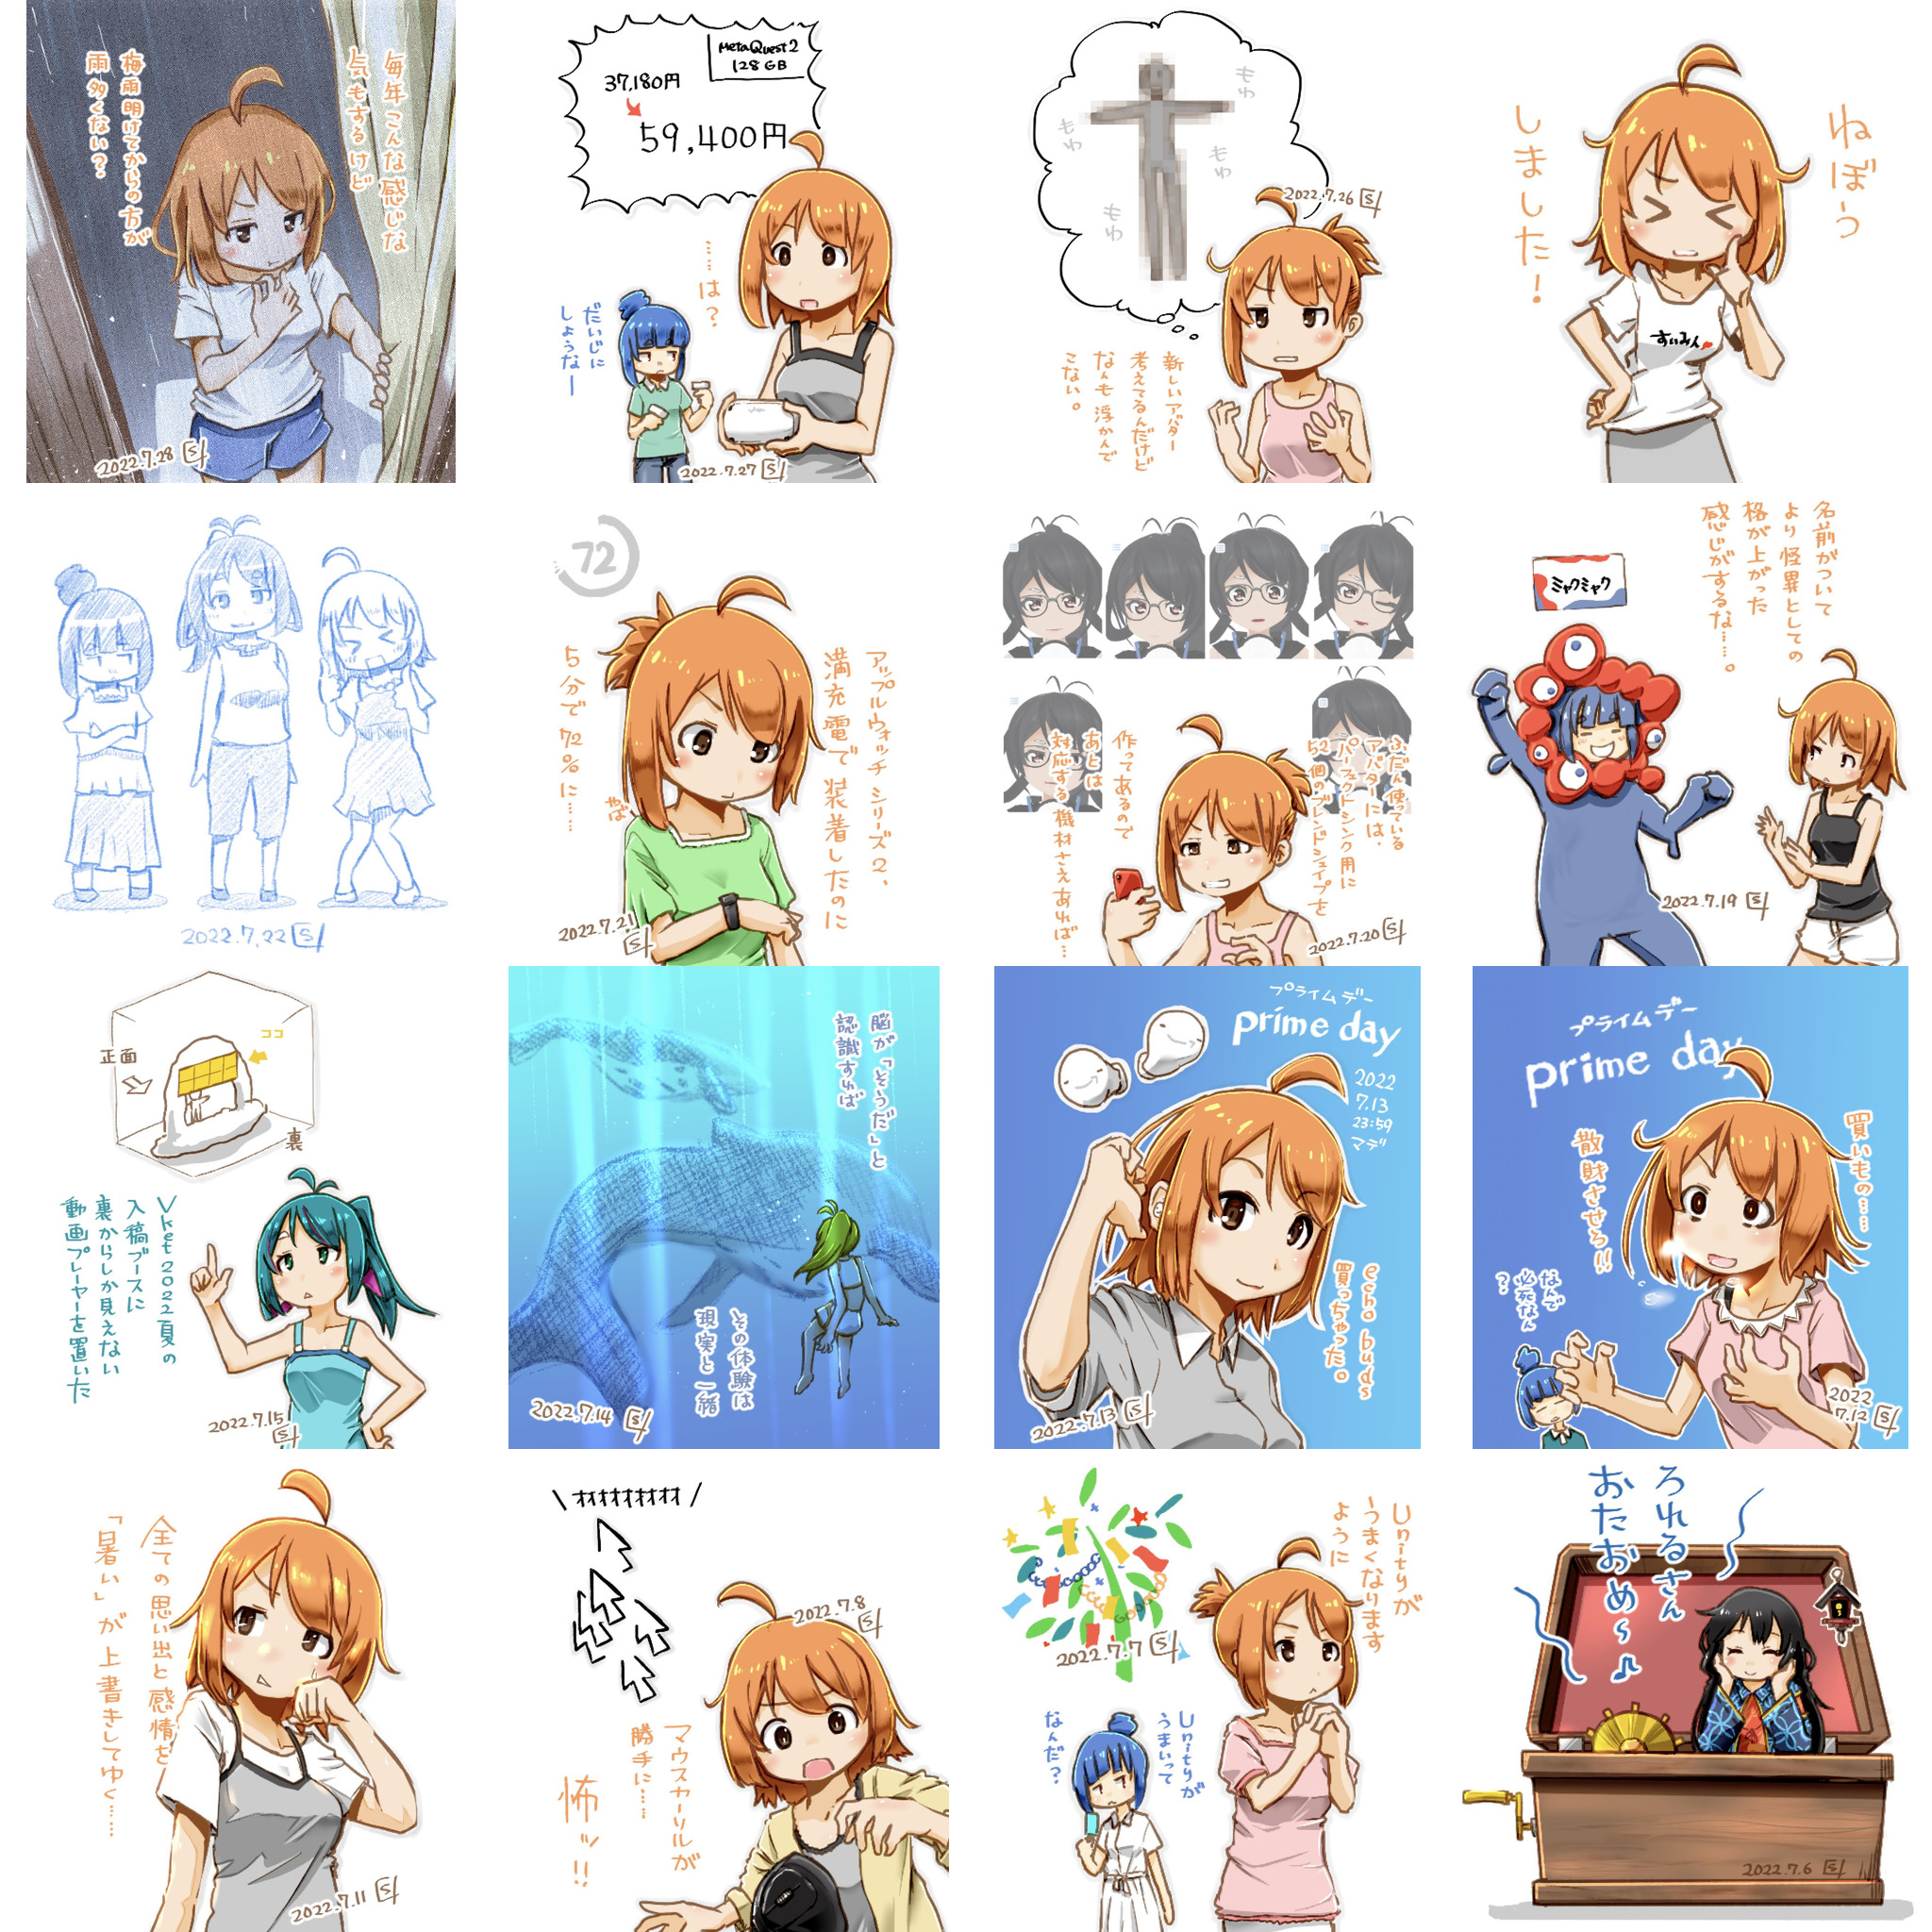 毎年こんな感じな
気もするけど
梅雨明けてからの方が
雨多くない？
2022.7.28
MetaQuest2
128GB
37,180円
59,400円
……は？
だいじに
しような〜
2022.7.27
もわ
もわ
もわ
もわ
2022.7.26
新しいアバター
考えてるんだけど
なんも浮かんで
こない。
ねぼう
しました！
すいみん
2022.7.22
72
アップルウォッチ シリーズ2、
満充電で装着したのに
5分で72%に……
やば
2022.7.21
ふだん使っている
アバターには、
パーフェクトシンク用に
52個のブレンドシェイプを
作ってあるので
あとは
対応する機材さえあれば…
2022.7.20
名前がついて
より怪異としての
格が上がった
感じがするな…。
ミャクミャク
2022.7.19
正面
ココ
裏
Vket2022夏の
入稿ブースに
裏からしか見えない
動画プレーヤーを置いた
2022.7.15
脳が「そうだ」と
認識すれば
その体験は
現実と一緒
2022.7.14
プライムデー
prime day
2022
7.13
23:59
マデ
echo buds
買っちゃった。
2022.7.13
プライムデー
prime day
買いもの……
散財させろ!!
なんで
必死なん
？
2022
7.12
全ての思い出と感情を
「暑い」が上書きしてゆく……
2022.7.11
\オオオオオオオオ/
2022.7.8
マウスカーソルが
勝手に……
怖ッ!!
Unityが
うまくなります
ように
2022.7.7
Unityが
うまいって
なんだ？
ろれるさん
おたおめ〜♪
2022.7.6